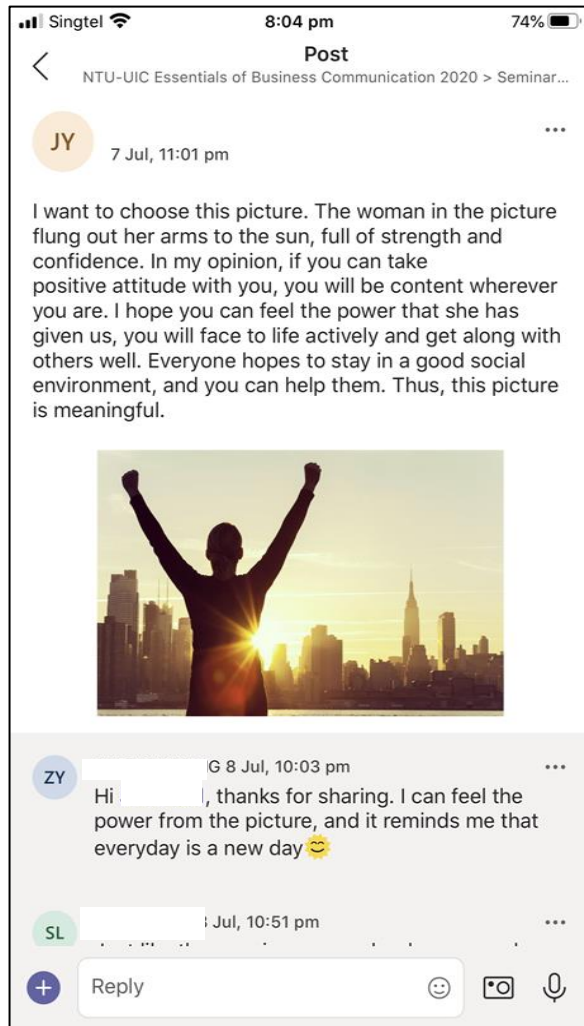 Singtel 8:04 pm 74%
Post
NTU-UIC Essentials of Business Communication 2020 > Seminar...
JY
7 Jul, 11:01 pm
I want to choose this picture. The woman in the picture
flung out her arms to the sun, full of strength and
confidence. In my opinion, if you can take
positive attitude with you, you will be content wherever
you are. I hope you can feel the power that she has
given us, you will face to life actively and get along with
others well. Everyone hopes to stay in a good social
environment, and you can help them. Thus, this picture
is meaningful.
ZY
G 8 Jul, 10:03 pm
Hi , thanks for sharing. I can feel the
power from the picture, and it reminds me that
everyday is a new day
SL
Jul, 10:51 pm
Reply